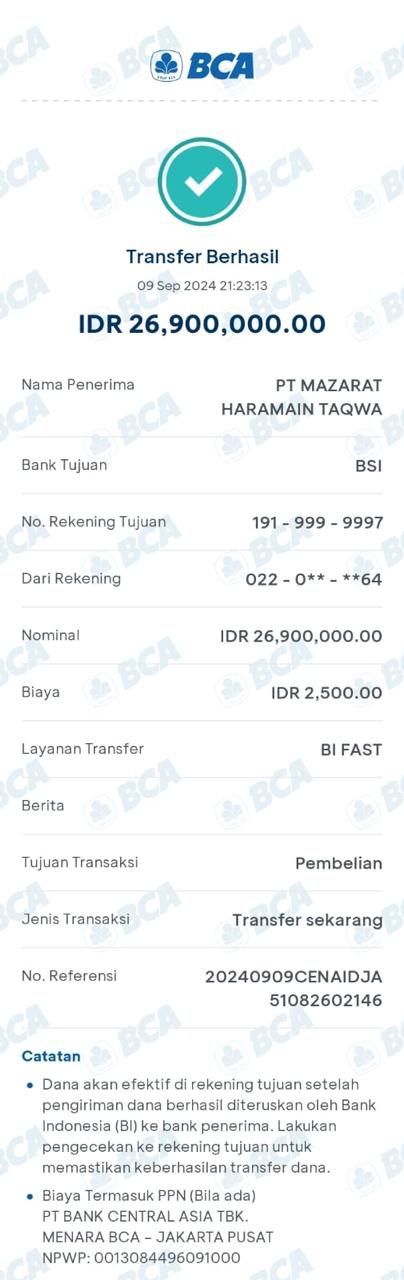 BCA
Transfer Berhasil
09 Sep 2024 21:23:13
IDR 26,900,000.00
Nama Penerima PT MAZARAT
HARAMAIN TAQWA
Bank Tujuan BSI
No. Rekening Tujuan 191 - 999 - 9997
Dari Rekening 022 - 0** - **64
Nominal IDR 26,900,000.00
Biaya IDR 2,500.00
Layanan Transfer BI FAST
Berita
Tujuan Transaksi Pembelian
Jenis Transaksi Transfer sekarang
No. Referensi 20240909CENAIDJA
51082602146
Catatan
• Dana akan efektif di rekening tujuan setelah
pengiriman dana berhasil diteruskan oleh Bank
Indonesia (BI) ke bank penerima. Lakukan
pengecekan ke rekening tujuan untuk
memastikan keberhasilan transfer dana.
• Biaya Termasuk PPN (Bila ada)
PT BANK CENTRAL ASIA TBK.
MENARA BCA – JAKARTA PUSAT
NPWP: 0013084496091000